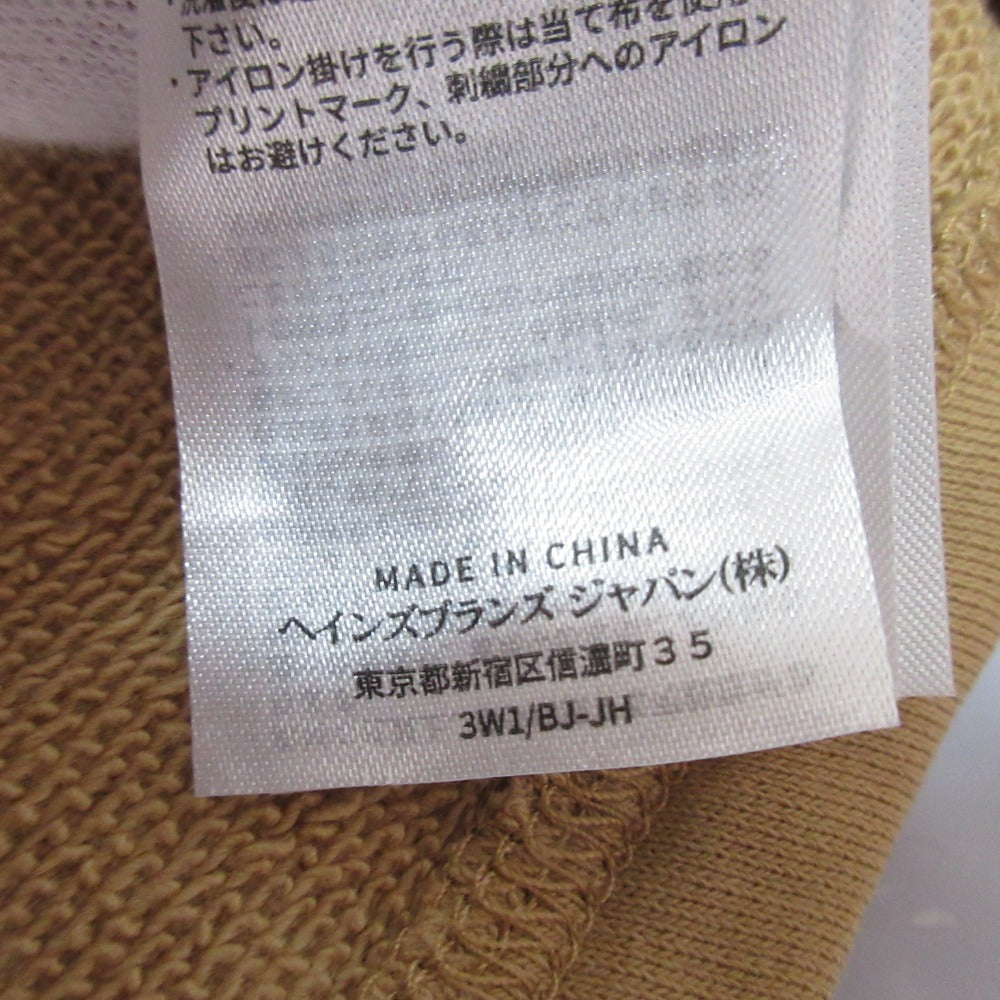 下さい。
・アイロン掛けを行う際は当て布を使用
プリントマーク、刺繍部分へのアイロン
はお避けください。
MADE IN CHINA
ヘインズブランズ ジャパン(株)
東京都新宿区信濃町35
3W1/BJ-JH